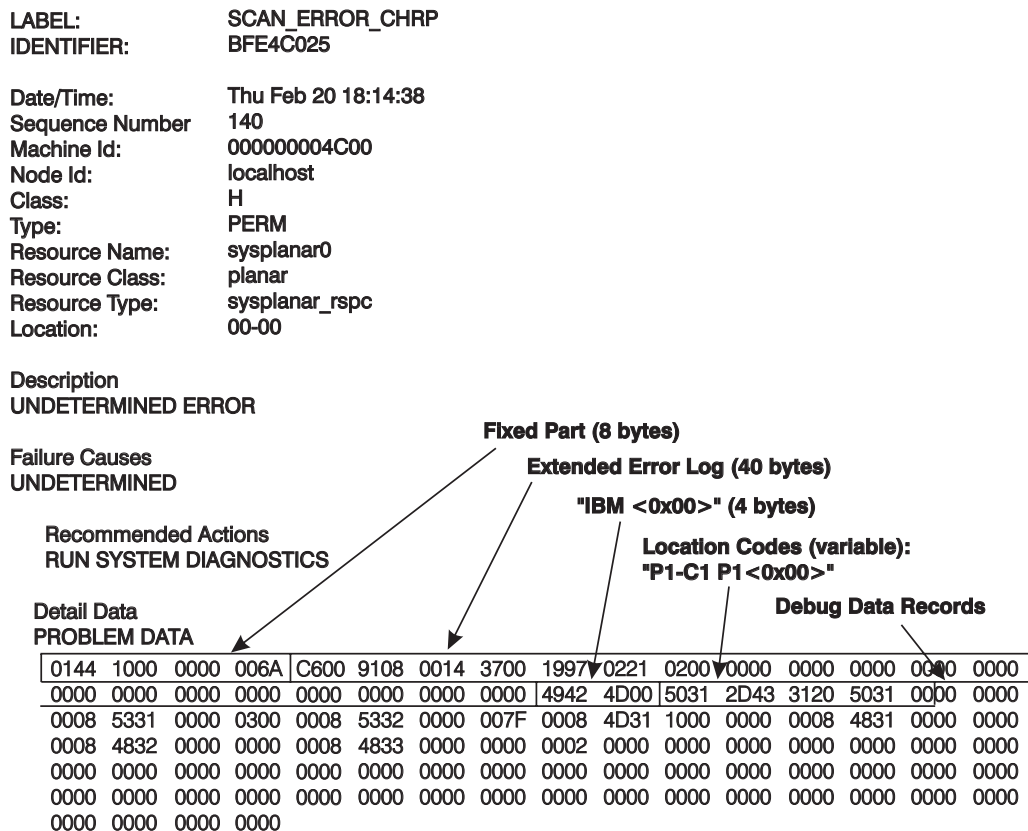 LABEL: SCAN_ERROR_CHRP
IDENTIFIER: BFE4C025
Date/Time: Thu Feb 20 18:14:38
Sequence Number 140
Machine Id: 000000004C00
Node Id: localhost
Class: H
Type: PERM
Resource Name: sysplanar0
Resource Class: planar
Resource Type: sysplanar_rspc
Location: 00-00
Description
UNDETERMINED ERROR
Fixed Part (8 bytes)
Failure Causes
UNDETERMINED
Extended Error Log (40 bytes)
"IBM <0x00>" (4 bytes)
Recommended Actions
RUN SYSTEM DIAGNOSTICS
Location Codes (variable):
"P1-C1 P1<0x00>"
Debug Data Records
Detail Data
PROBLEM DATA
0144 1000 0000 006A C600 9108 0014 3700 1997 0221 0200 0000 0000 0000 0000 0000
0000 0000 0000 0000 0000 0000 0000 0000 4942 4D00 5031 2D43 3120 5031 0000 0000
0008 5331 0000 0300 0008 5332 0000 007F 0008 4D31 1000 0000 0008 4831 0000 0000
0008 4832 0000 0000 0008 4833 0000 0000 0002 0000 0000 0000 0000 0000 0000 0000
0000 0000 0000 0000 0000 0000 0000 0000 0000 0000 0000 0000 0000 0000 0000 0000
0000 0000 0000 0000 0000 0000 0000 0000 0000 0000 0000 0000 0000 0000 0000 0000
0000 0000 0000 0000